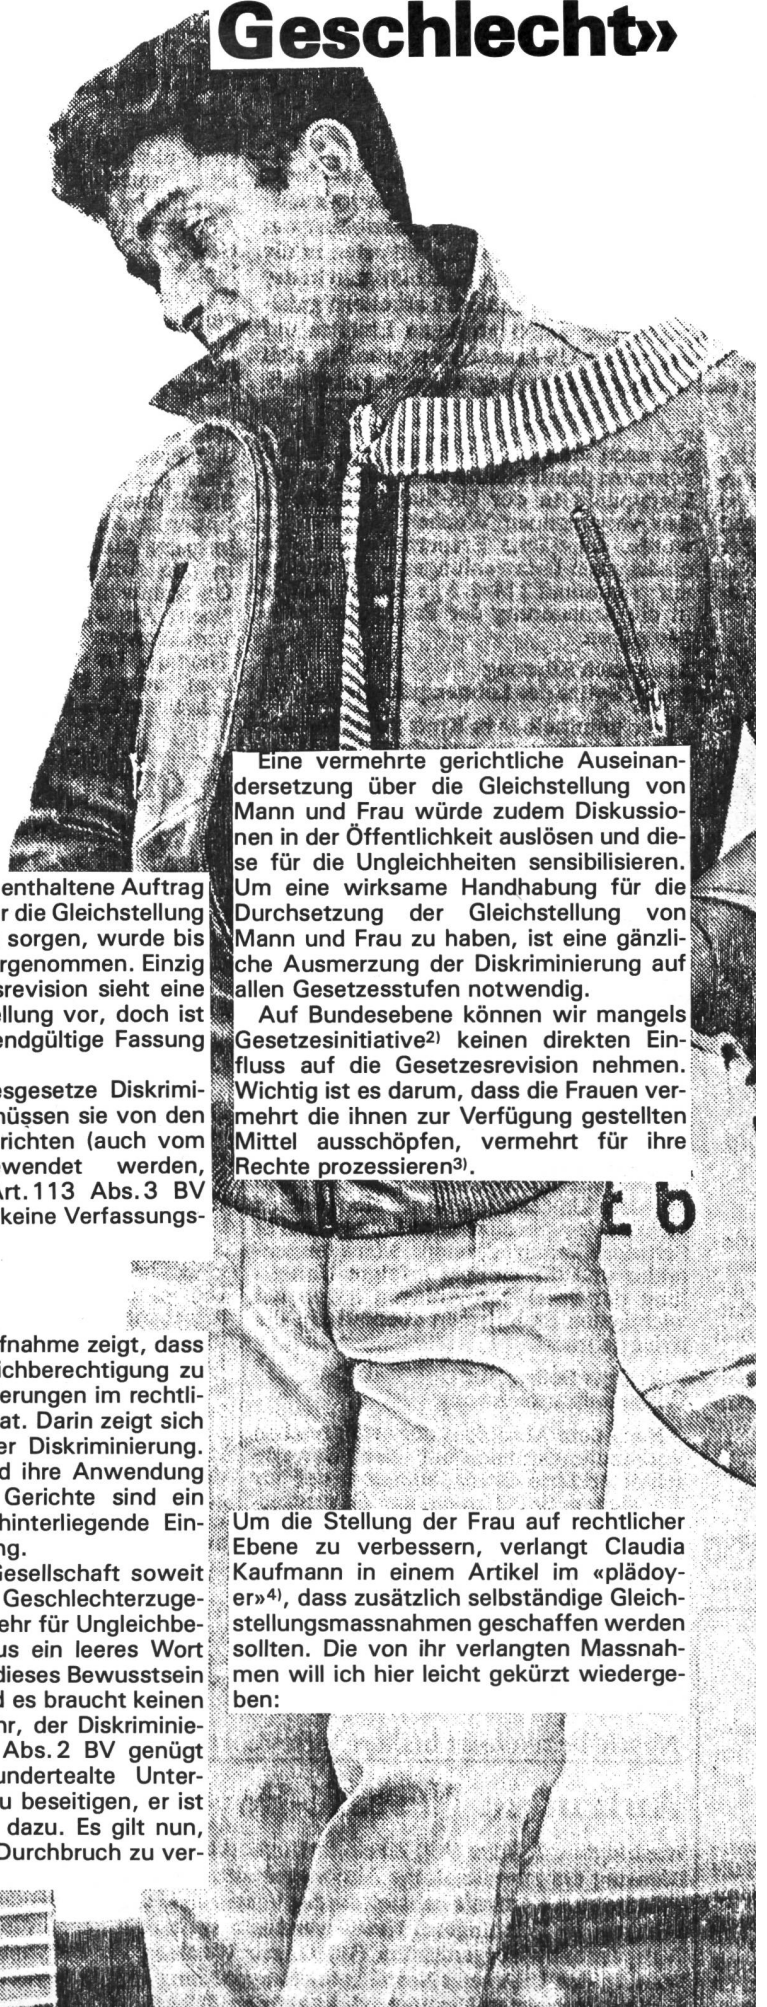 Geschlecht»
enthaltene Auftrag
r die Gleichstellung
sorgen, wurde bis
rgenommen. Einzig
srevision sieht eine
ellung vor, doch ist
endgültige Fassung
esgesetze Diskrimi-
nüssen sie von den
richten (auch vom
ewendet werden,
Art. 113 Abs. 3 BV
keine Verfassungs-
ufnahme zeigt, dass
ichberechtigung zu
erungen im rechtli-
at. Darin zeigt sich
er Diskriminierung.
d ihre Anwendung
Gerichte sind ein
hinterliegende Ein-
ng.
Gesellschaft soweit
Geschlechterzuge-
ehr für Ungleichbe-
us ein leeres Wort
dieses Bewusstsein
d es braucht keinen
hr, der Diskriminie-
Abs. 2 BV genügt
undertealte Unter-
u beseitigen, er ist
dazu. Es gilt nun,
Durchbruch zu ver-
Eine vermehrte gerichtliche Auseinan-
dersetzung über die Gleichstellung von
Mann und Frau würde zudem Diskussio-
nen in der Öffentlichkeit auslösen und die-
se für die Ungleichheiten sensibilisieren.
Um eine wirksame Handhabung für die
Durchsetzung der Gleichstellung von
Mann und Frau zu haben, ist eine gänzli-
che Ausmerzung der Diskriminierung auf
allen Gesetzesstufen notwendig.
Auf Bundesebene können wir mangels
Gesetzesinitiative2) keinen direkten Ein-
fluss auf die Gesetzesrevision nehmen.
Wichtig ist es darum, dass die Frauen ver-
mehrt die ihnen zur Verfügung gestellten
Mittel ausschöpfen, vermehrt für ihre
Rechte prozessieren3).
Um die Stellung der Frau auf rechtlicher
Ebene zu verbessern, verlangt Claudia
Kaufmann in einem Artikel im «plädoy-
er»4), dass zusätzlich selbständige Gleich-
stellungsmassnahmen geschaffen werden
sollten. Die von ihr verlangten Massnah-
men will ich hier leicht gekürzt wiederge-
ben: